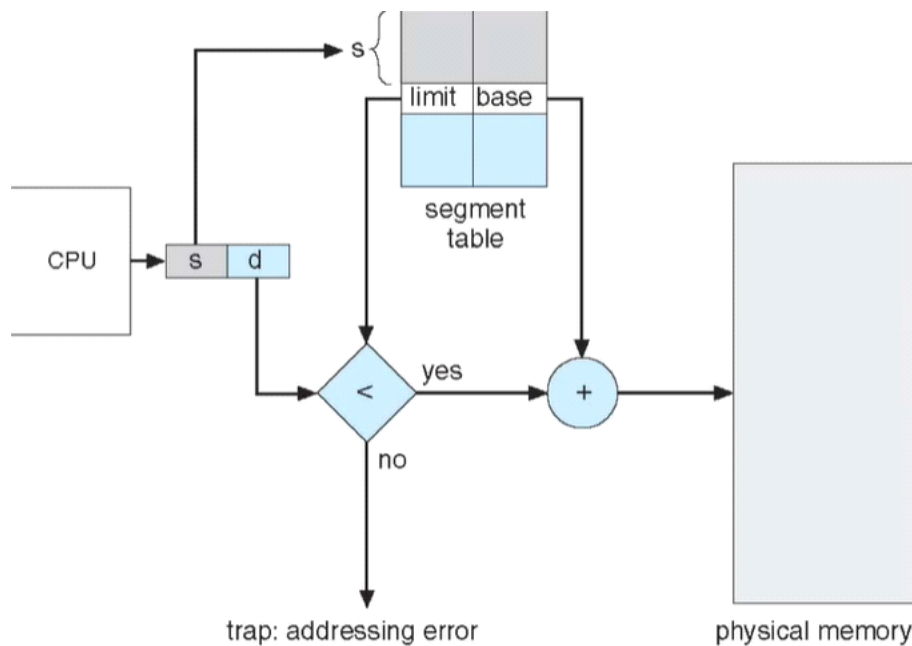 s
limit base
segment
table
CPU
s d
<
yes
+
no
trap: addressing error
physical memory